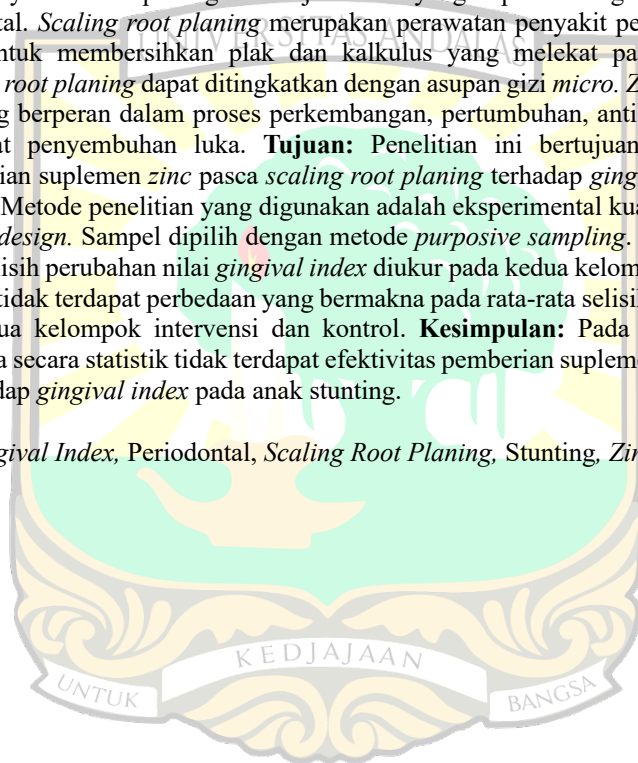 tal. Scaling root planing merupakan perawatan penyakit pe
ntuk membersihkan plak dan kalkulus yang melekat pa
root planing dapat ditingkatkan dengan asupan gizi micro. Z
g berperan dalam proses perkembangan, pertumbuhan, anti
at penyembuhan luka. Tujuan: Penelitian ini bertujuan
ian suplemen zinc pasca scaling root planing terhadap ging
Metode penelitian yang digunakan adalah eksperimental kua
design. Sampel dipilih dengan metode purposive sampling.
lisih perubahan nilai gingival index diukur pada kedua kelom
tidak terdapat perbedaan yang bermakna pada rata-rata selisi
ua kelompok intervensi dan kontrol. Kesimpulan: Pada
a secara statistik tidak terdapat efektivitas pemberian supleme
dap gingival index pada anak stunting.
gival Index, Periodontal, Scaling Root Planing, Stunting, Zin
UNIVERSITAS ANDALAS
UNTUK KEDJAJAAN BANGSA